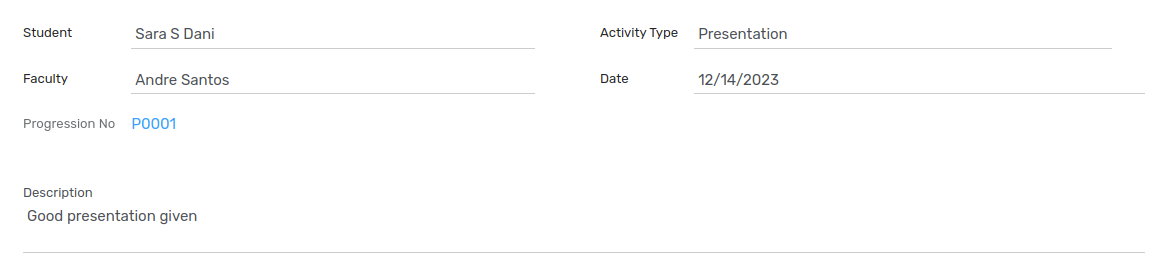 Student Sara S Dani Activity Type Presentation
Faculty Andre Santos Date 12/14/2023
Progression No P0001
Description
Good presentation given